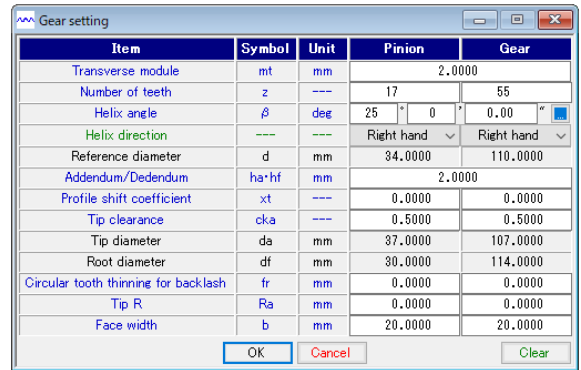 Gear setting
Item Symbol Unit Pinion Gear
Transverse module mt mm 2.0000
Number of teeth z --- 17 55
Helix angle β deg 25 ° 0 ' 0.00 " ...
Helix direction --- --- Right hand Right hand
Reference diameter d mm 34.0000 110.0000
Addendum/Dedendum ha･hf mm 2.0000
Profile shift coefficient xt --- 0.0000 0.0000
Tip clearance cka --- 0.5000 0.5000
Tip diameter da mm 37.0000 107.0000
Root diameter df mm 30.0000 114.0000
Circular tooth thinning for backlash fr mm 0.0000 0.0000
Tip R Ra mm 0.0000 0.0000
Face width b mm 20.0000 20.0000
OK Cancel Clear